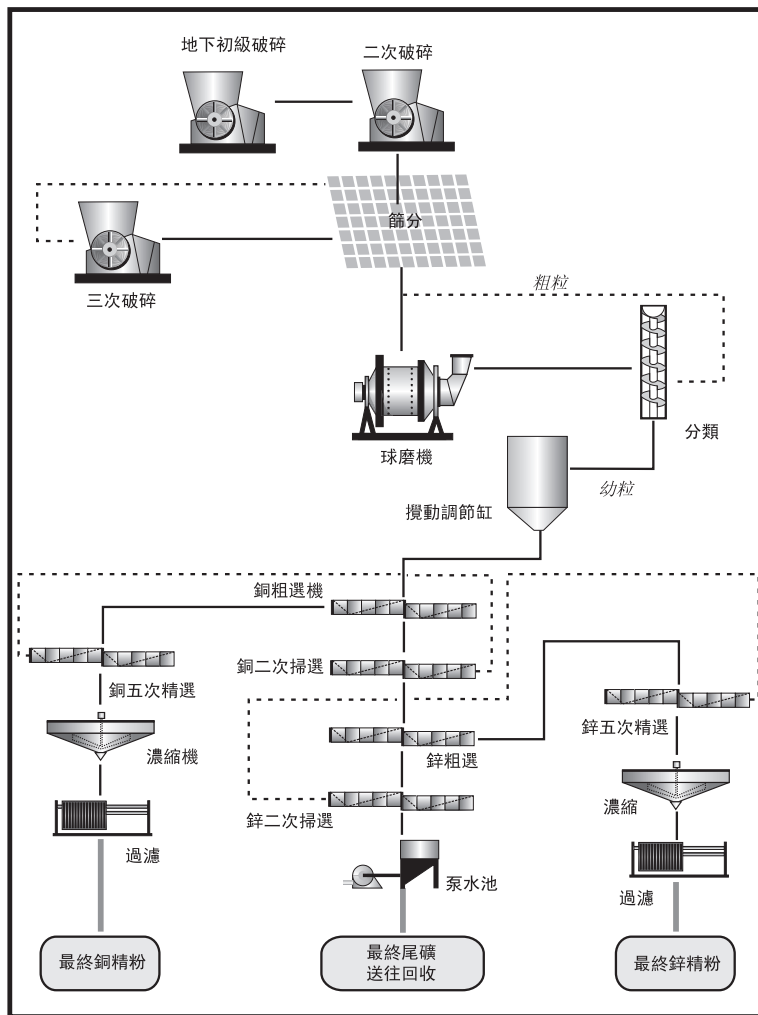 地下初級破碎
二次破碎
篩分
三次破碎
粗粒
分類
球磨機
幼粒
攪動調節缸
銅粗選機
銅二次掃選
銅五次精選
鋅五次精選
濃縮機
鋅粗選
濃縮
鋅二次掃選
過濾
泵水池
過濾
最終銅精粉
最終尾礦
送往回收
最終鋅精粉